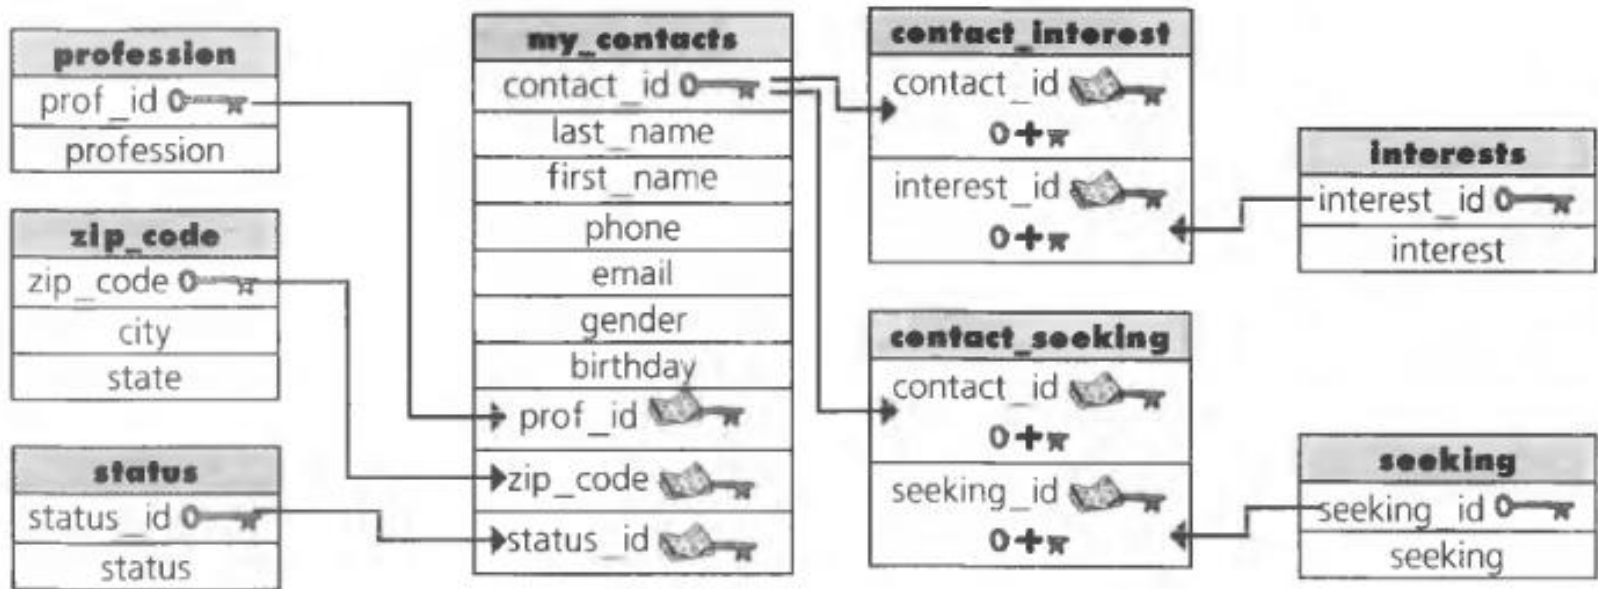 profession
prof_id
profession
zip_code
zip_code
city
state
status
status_id
status
my_contacts
contact_id
last_name
first_name
phone
email
gender
birthday
prof_id
zip_code
status_id
contact_interest
contact_id
interest_id
contact_seeking
contact_id
seeking_id
interests
interest_id
interest
seeking
seeking_id
seeking